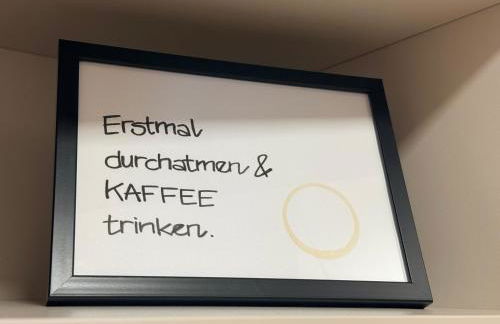 Erstmal
durchatmen &
KAFFEE
trinken.